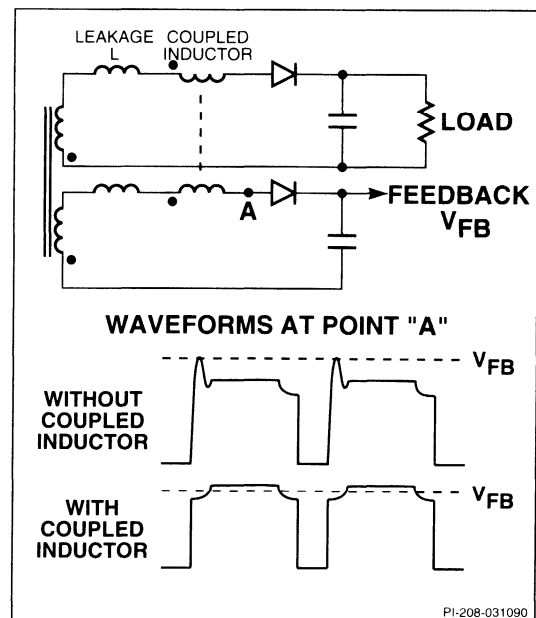 LEAKAGE
L
COUPLED
INDUCTOR
LOAD
A
FEEDBACK
VFB
WAVEFORMS AT POINT "A"
VFB
WITHOUT
COUPLED
INDUCTOR
VFB
WITH
COUPLED
INDUCTOR
PI-208-031090